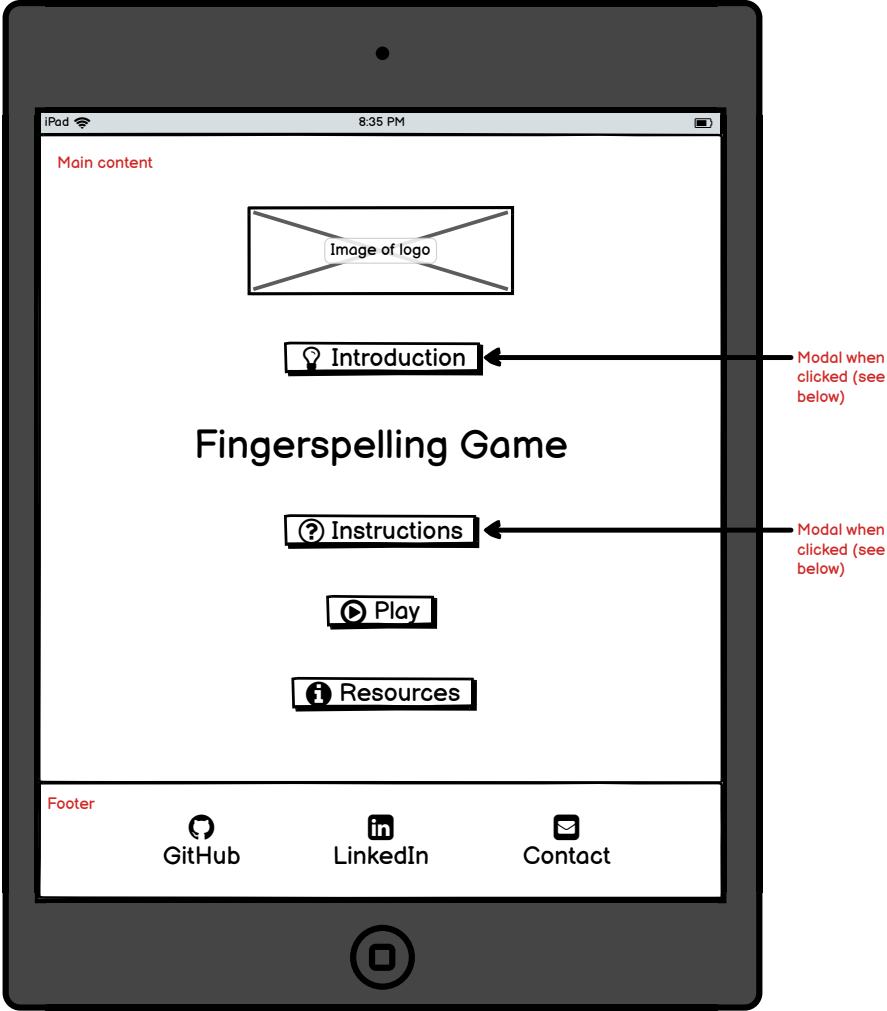 iPad 8:35 PM
Main content
Image of logo
Introduction
Modal when
clicked (see
below)
Fingerspelling Game
Instructions
Modal when
clicked (see
below)
Play
Resources
Footer
GitHub LinkedIn Contact